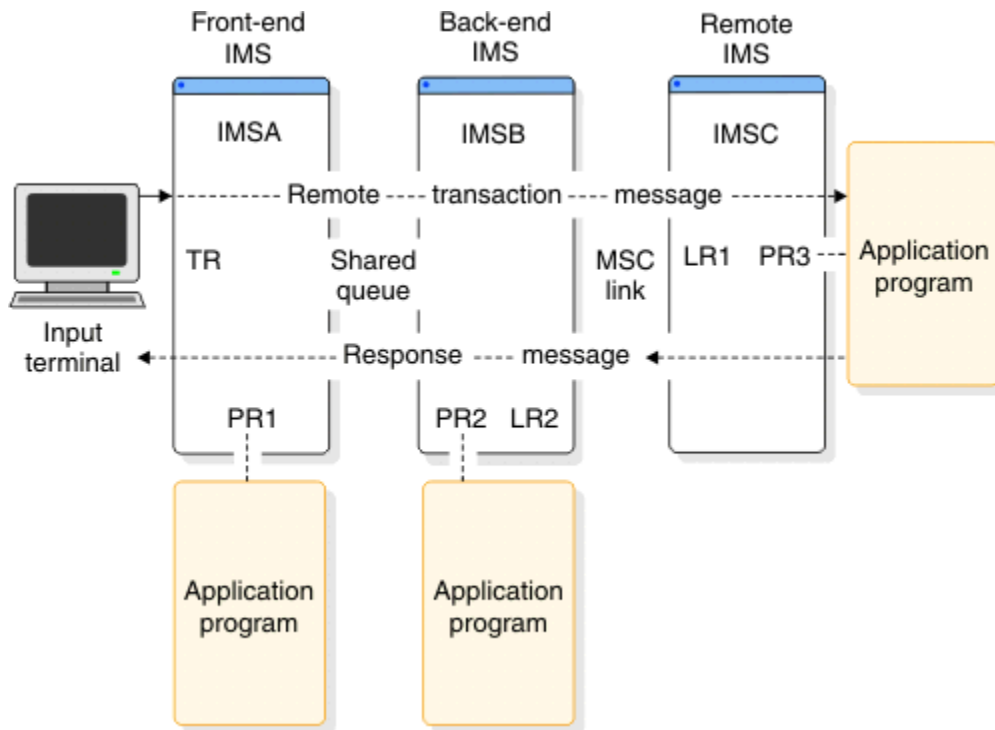 Front-end
IMS
Back-end
IMS
Remote
IMS
IMSA
IMSB
IMSC
Remote transaction message
TR
Shared
queue
MSC
link
LR1 PR3
Application
program
Input
terminal
Response message
PR1
PR2 LR2
Application
program
Application
program